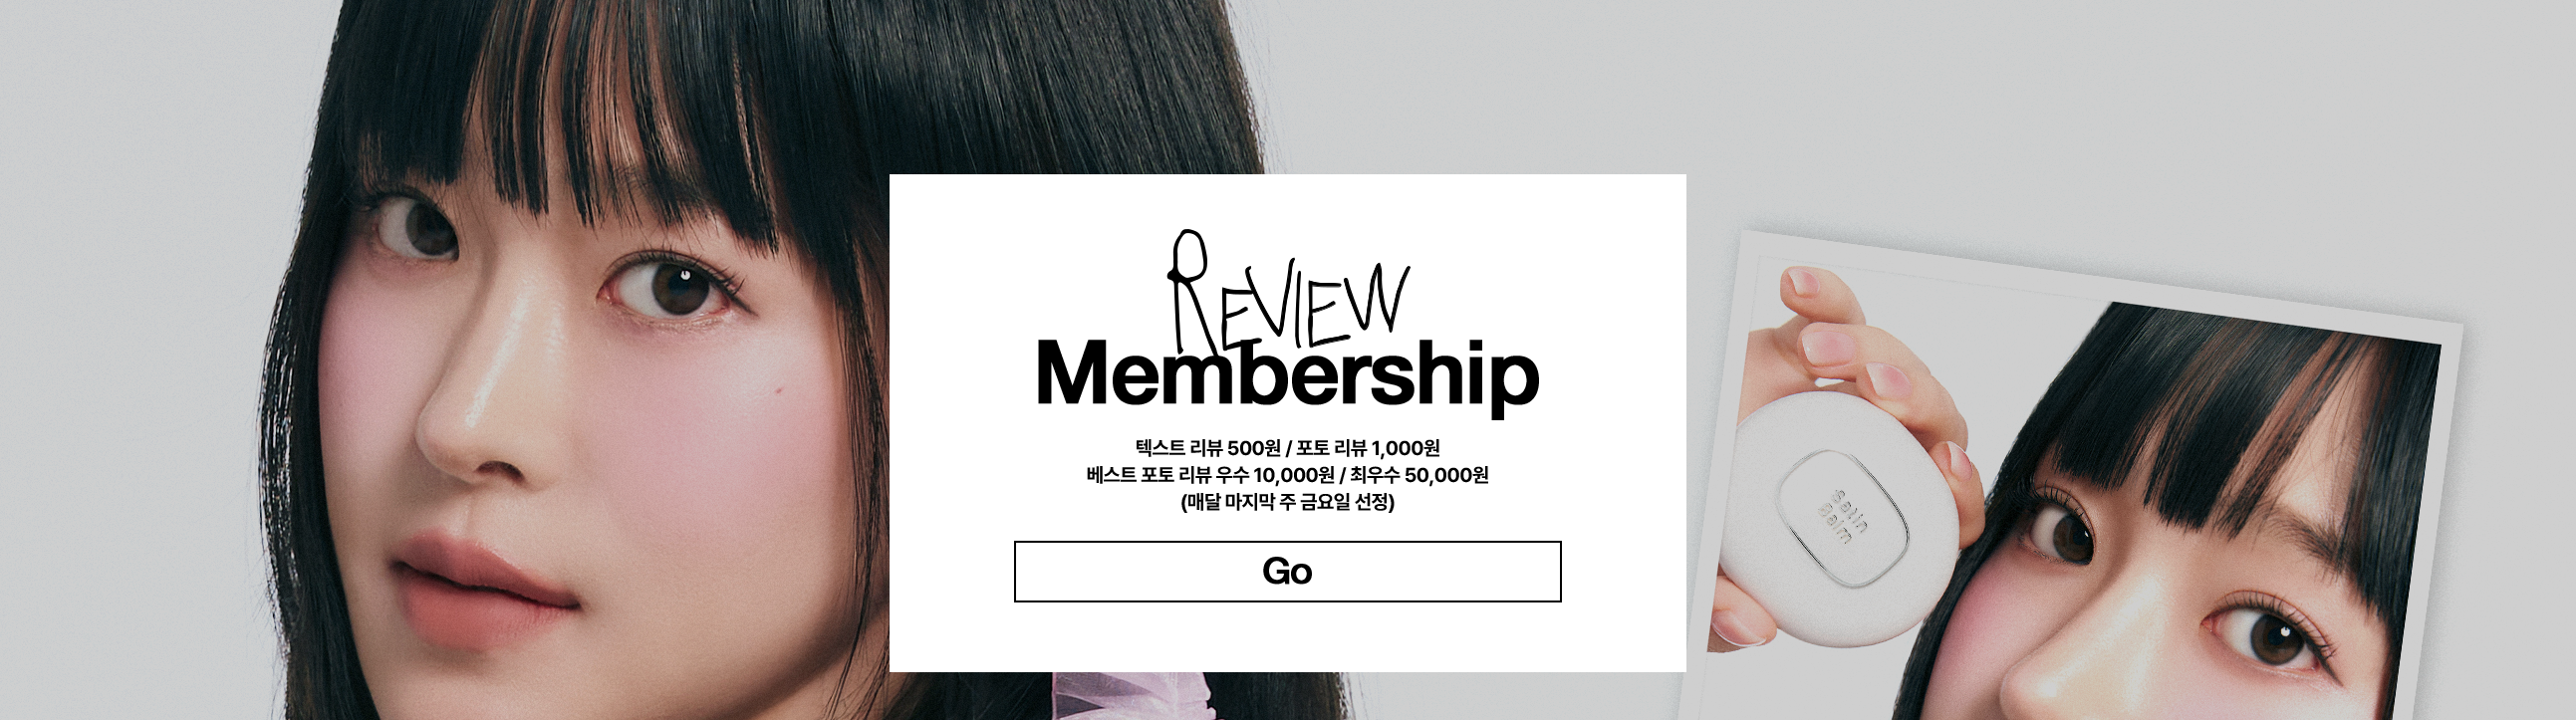 REVIEW
Membership
텍스트 리뷰 500원 / 포토 리뷰 1,000원
베스트 포토 리뷰 우수 10,000원 / 최우수 50,000원
(매달 마지막 주 금요일 선정)
Go
Satin
Balm